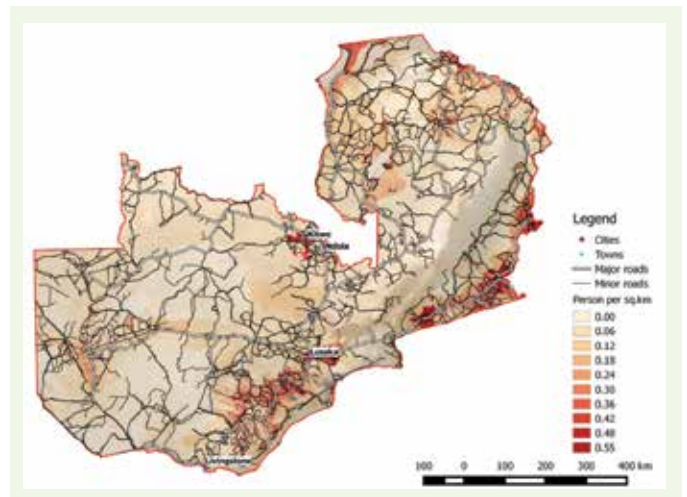 Kitwe
Ndola
Lusaka
Livingstone
Legend
Cities
Towns
Major roads
Minor roads
Person per sq.km
0.00
0.06
0.12
0.18
0.24
0.30
0.36
0.42
0.48
0.55
100 0 100 200 300 400 km